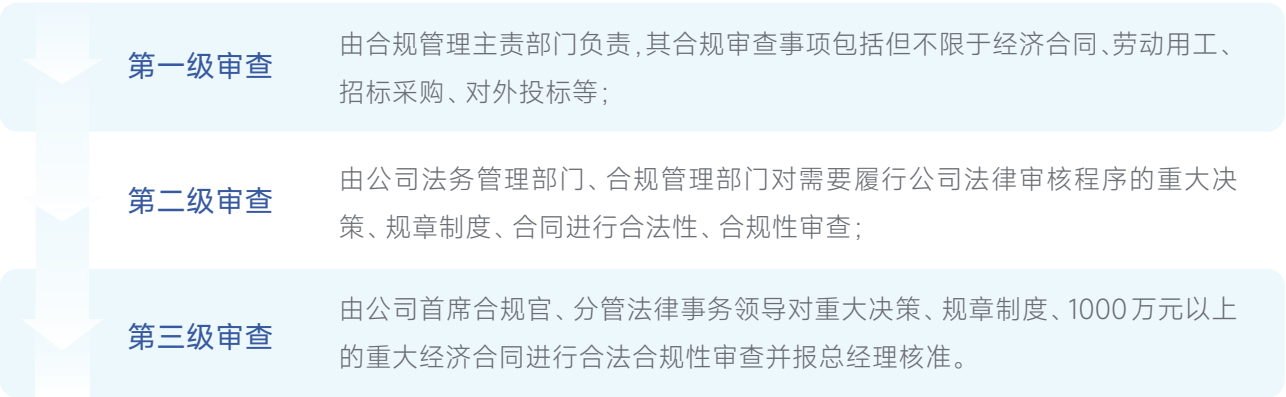 第一级审查
由合规管理主责部门负责,其合规审查事项包括但不限于经济合同、劳动用工、
招标采购、对外投标等;
第二级审查
由公司法务管理部门、合规管理部门对需要履行公司法律审核程序的重大决
策、规章制度、合同进行合法性、合规性审查;
第三级审查
由公司首席合规官、分管法律事务领导对重大决策、规章制度、1000万元以上
的重大经济合同进行合法合规性审查并报总经理核准。